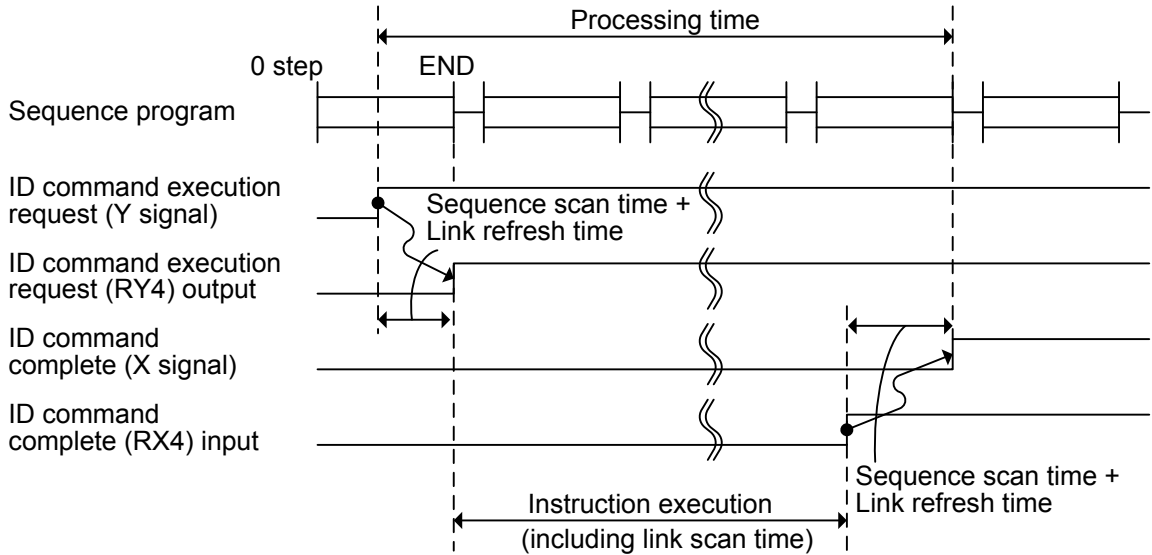 Processing time
0 step
END
Sequence program
ID command execution
request (Y signal)
Sequence scan time +
Link refresh time
ID command execution
request (RY4) output
ID command
complete (X signal)
ID command
complete (RX4) input
Sequence scan time +
Link refresh time
Instruction execution
(including link scan time)